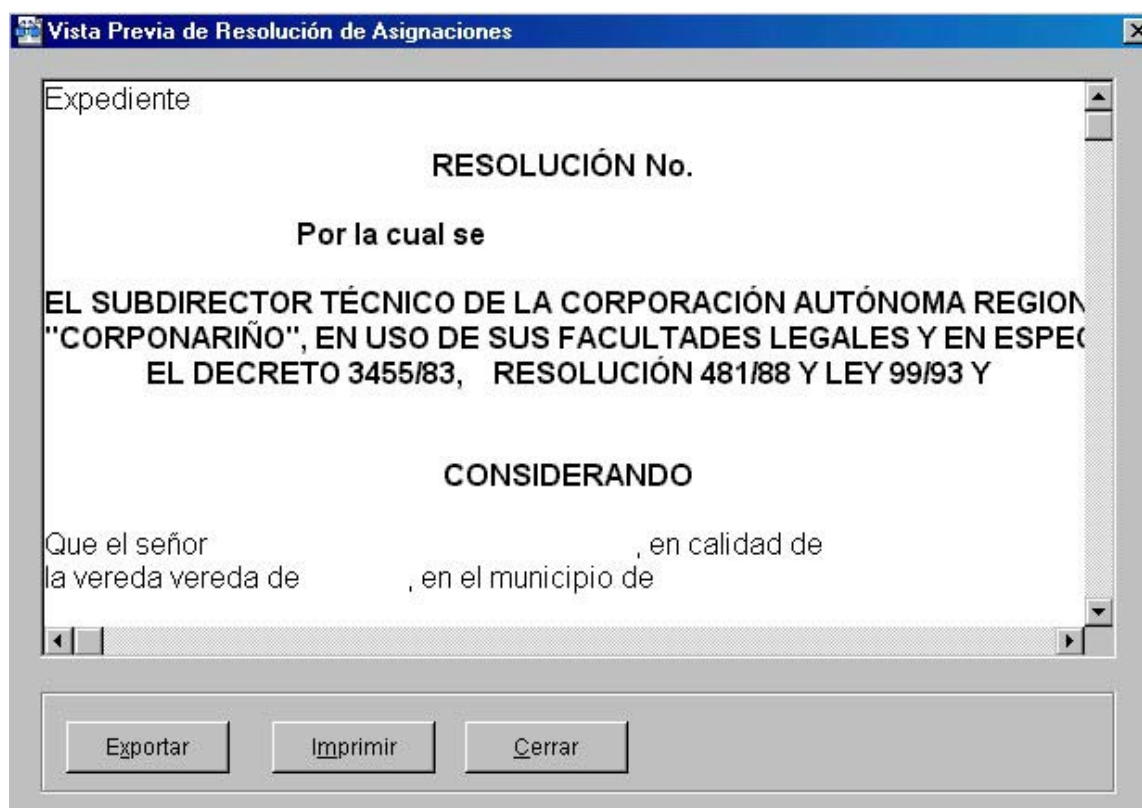 Vista Previa de Resolución de Asignaciones
Expediente
RESOLUCIÓN No.
Por la cual se
EL SUBDIRECTOR TÉCNICO DE LA CORPORACIÓN AUTÓNOMA REGION
"CORPONARIÑO", EN USO DE SUS FACULTADES LEGALES Y EN ESPEC
EL DECRETO 3455/83, RESOLUCIÓN 481/88 Y LEY 99/93 Y
CONSIDERANDO
Que el señor , en calidad de
la vereda vereda de , en el municipio de
Exportar Imprimir Cerrar